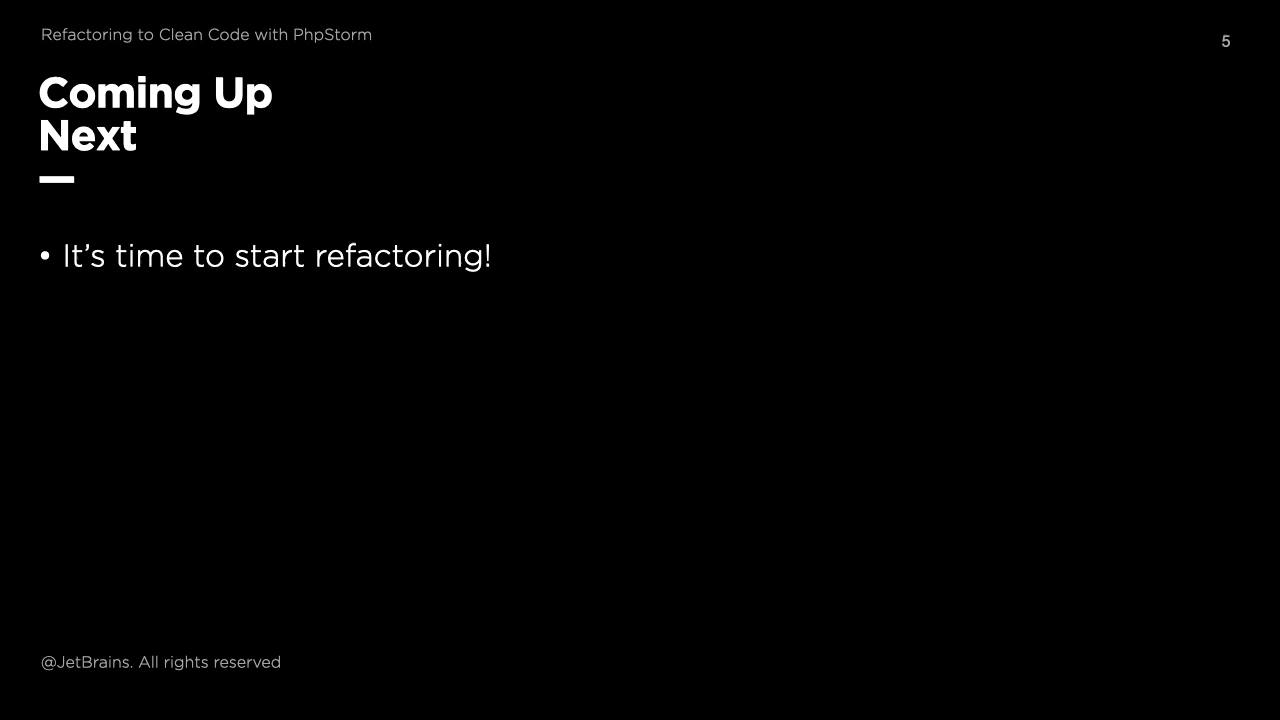 Refactoring to Clean Code with PhpStorm
5
Coming Up
Next
• It’s time to start refactoring!
@JetBrains. All rights reserved